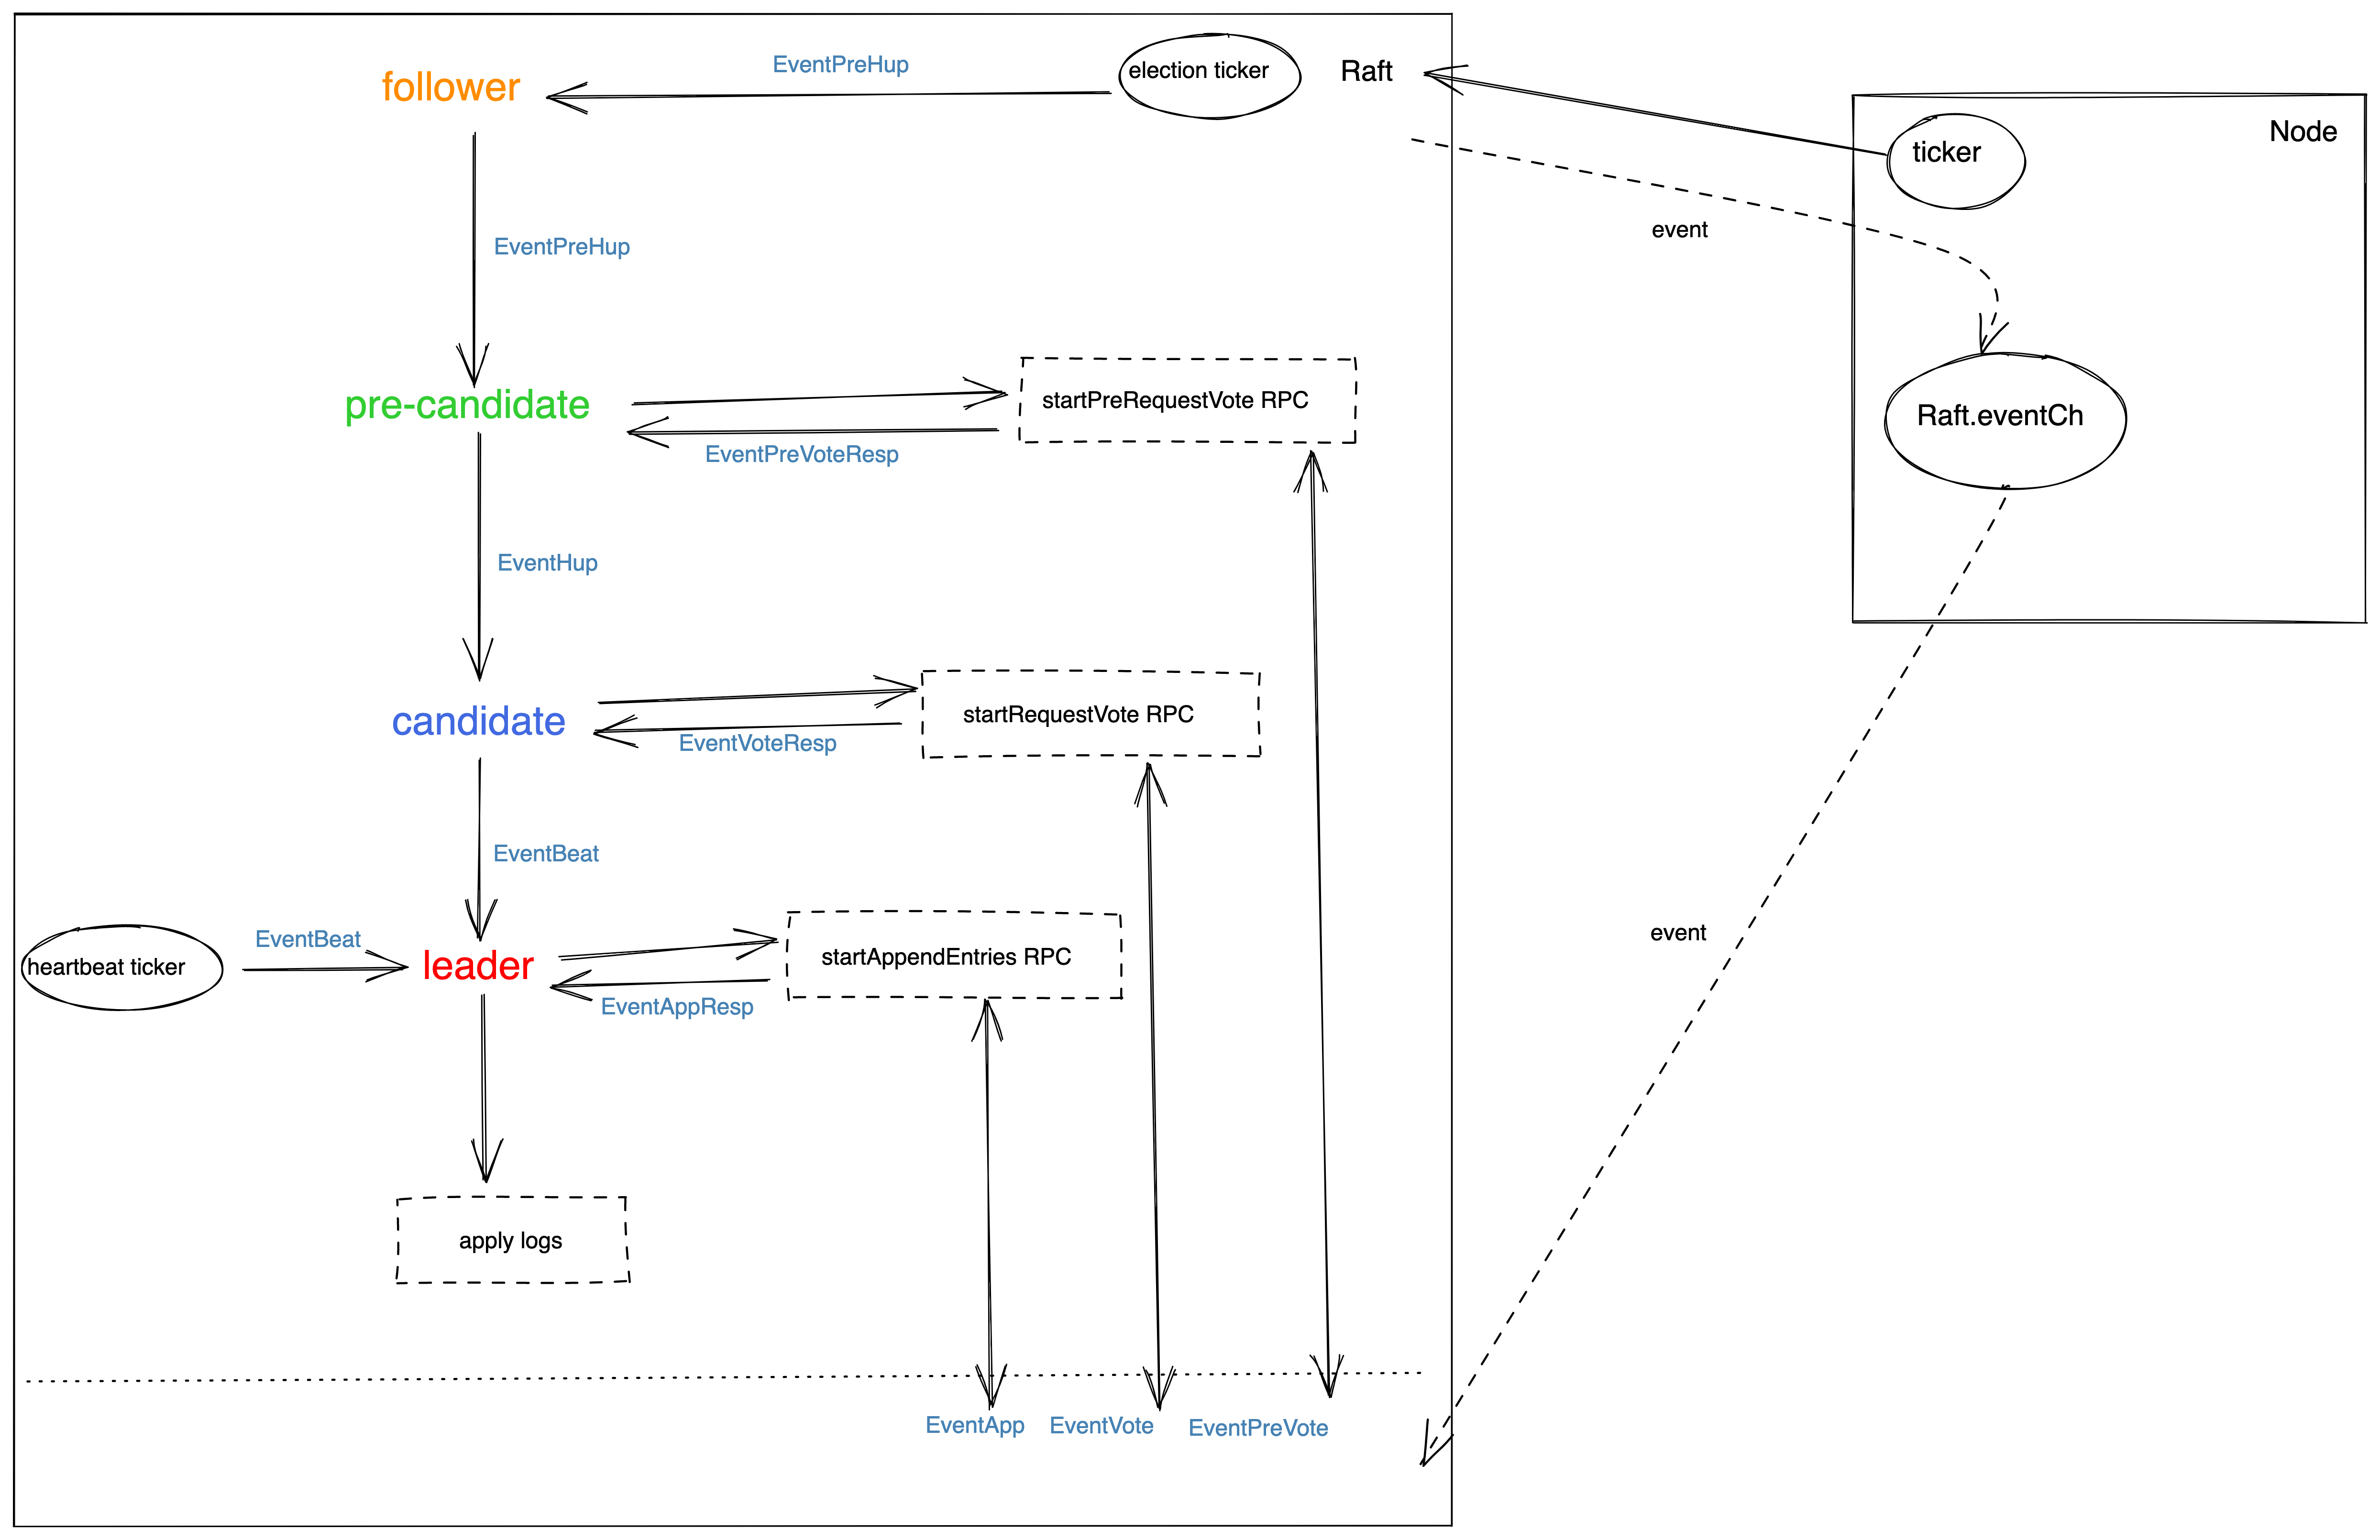 EventPreHup
election ticker
Raft
follower
Node
ticker
event
EventPreHup
pre-candidate
startPreRequestVote RPC
Raft.eventCh
EventPreVoteResp
EventHup
candidate
startRequestVote RPC
EventVoteResp
EventBeat
event
EventBeat
heartbeat ticker
leader
startAppendEntries RPC
EventAppResp
apply logs
EventApp
EventVote
EventPreVote